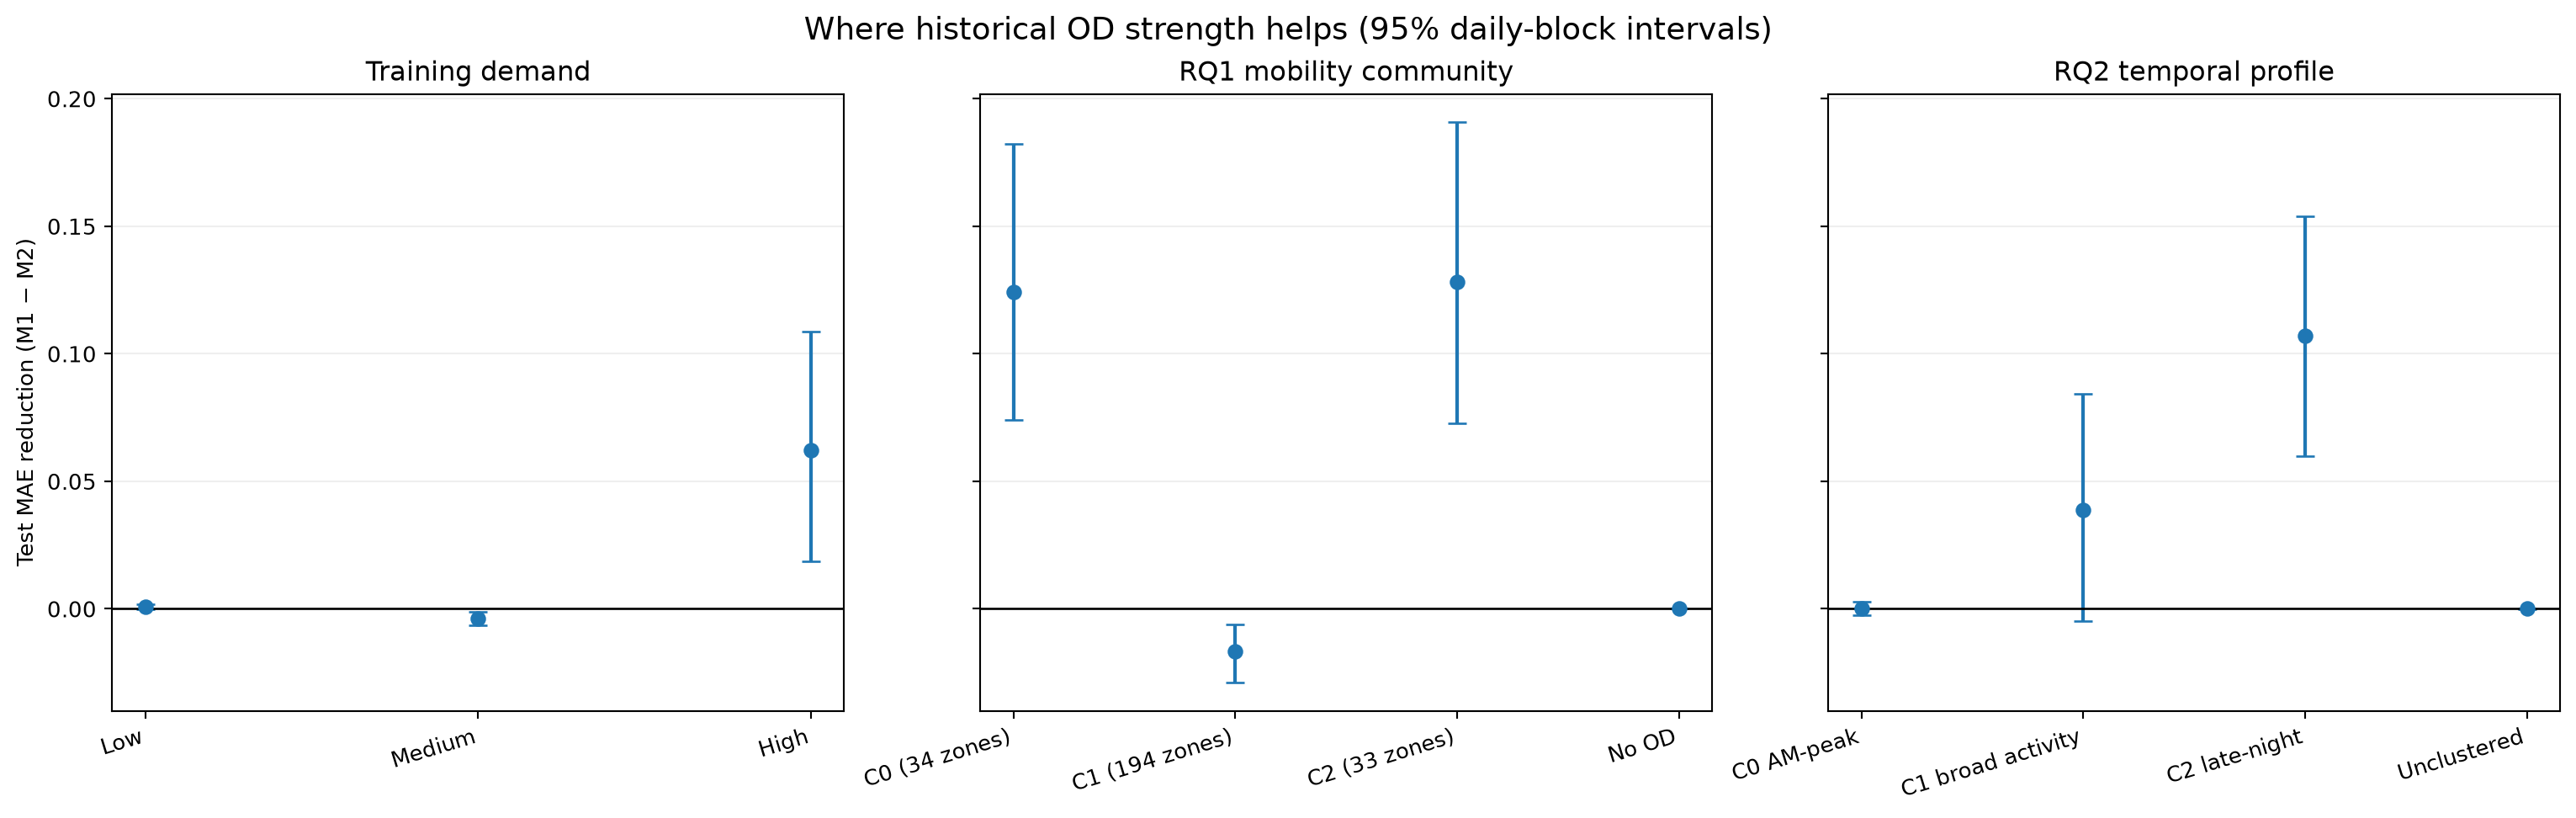 Where historical OD strength helps (95% daily-block intervals)
Training demand
RQ1 mobility community
RQ2 temporal profile
Test MAE reduction (M1 − M2)
0.20
0.15
0.10
0.05
0.00
Low
Medium
High
C0 (34 zones)
C1 (194 zones)
C2 (33 zones)
No OD
C0 AM-peak
C1 broad activity
C2 late-night
Unclustered